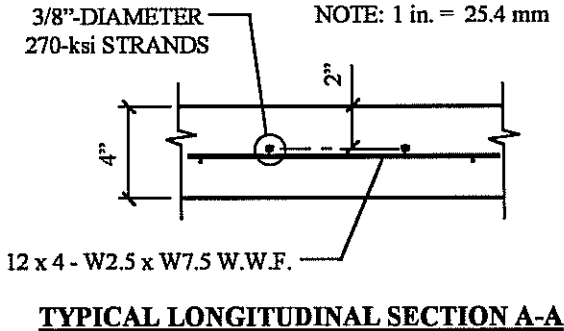 3/8"-DIAMETER
270-ksi STRANDS
NOTE: 1 in. = 25.4 mm
2"
4"
12 x 4 - W2.5 x W7.5 W.W.F.
TYPICAL LONGITUDINAL SECTION A-A